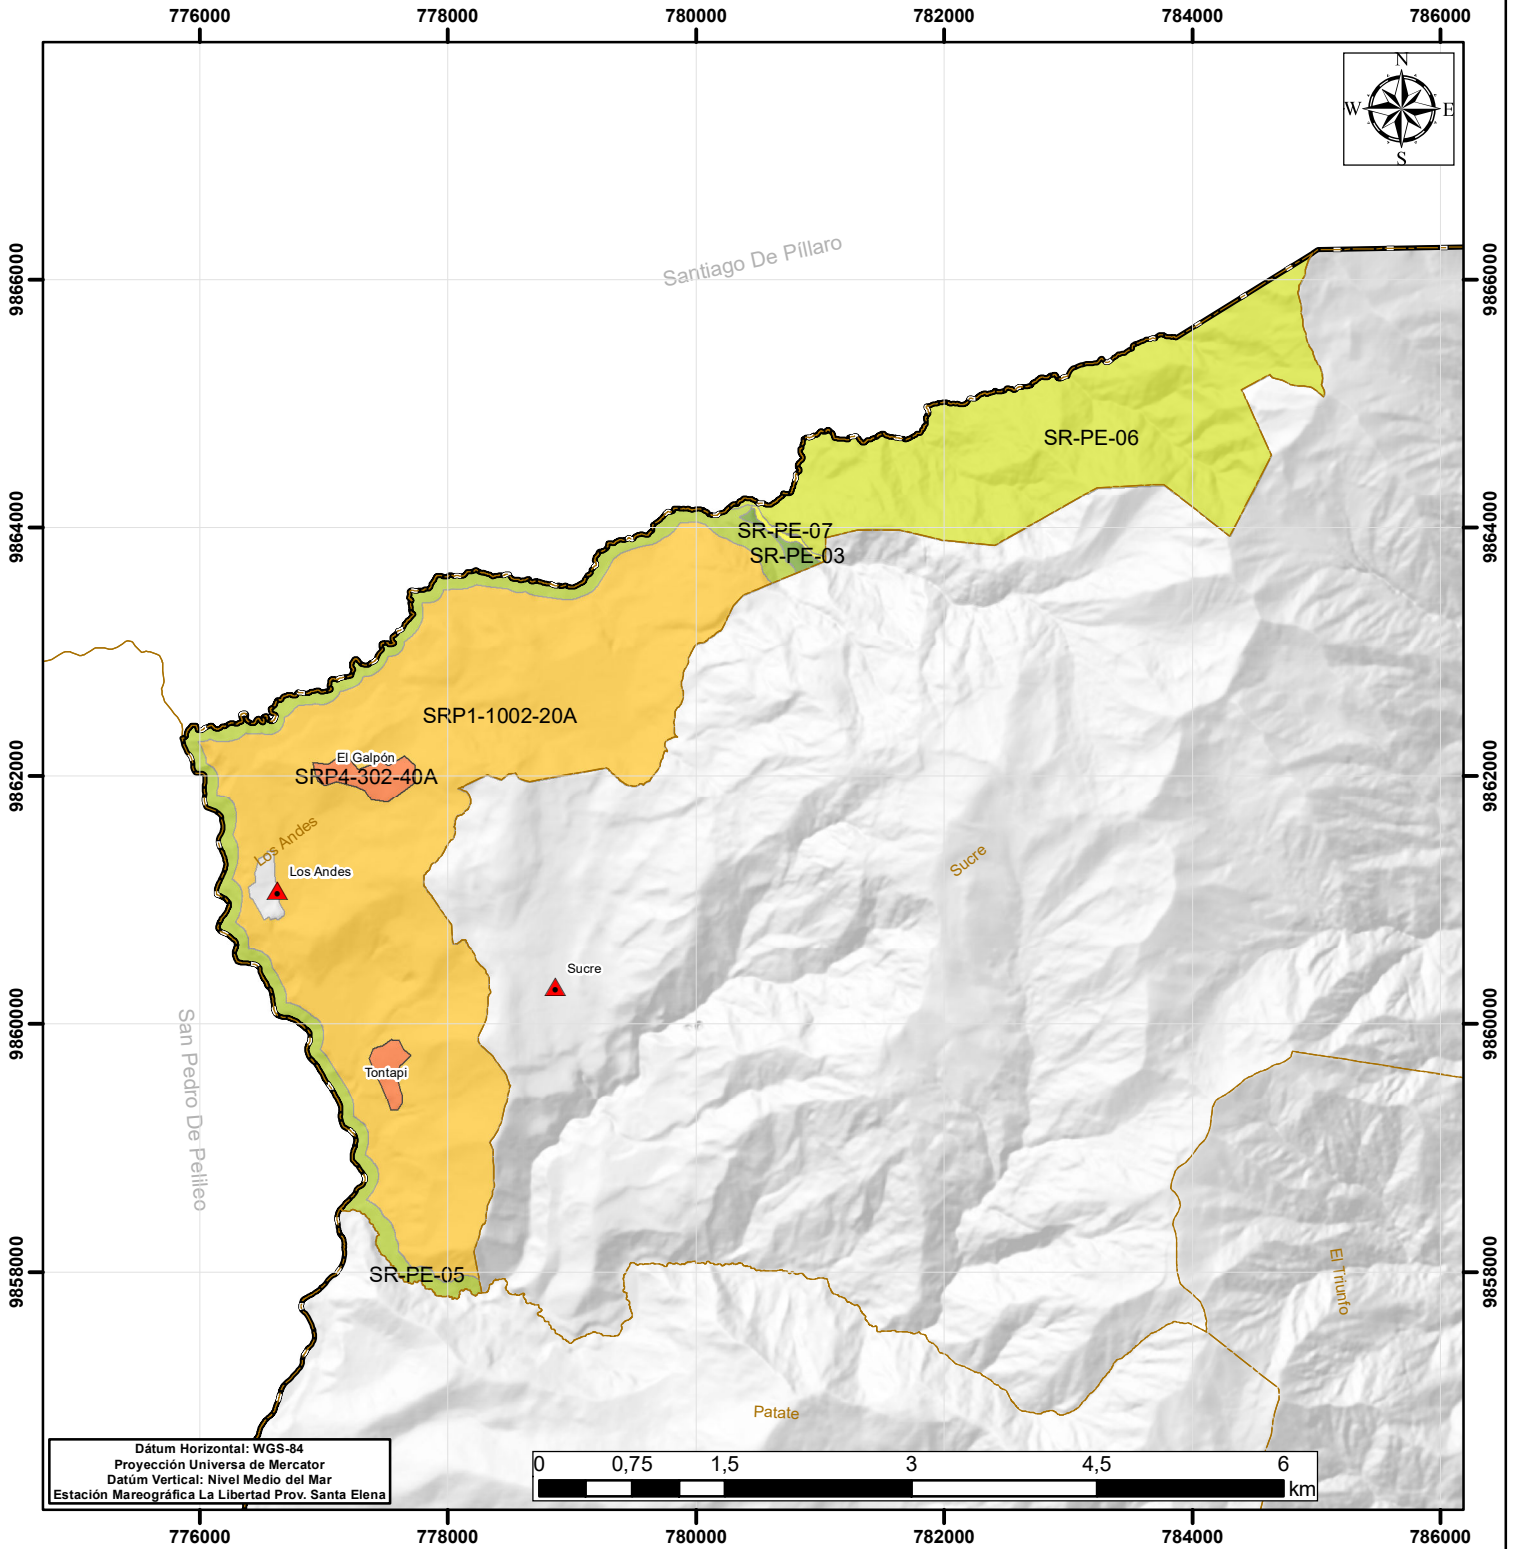 776000
778000
780000
782000
784000
786000
N
W
E
S
Santiago De Píllaro
9866000
9866000
SR-PE-06
9864000
SR-PE-07
9864000
SR-PE-03
SRP1-1002-20A
El Galpón
9862000
SRP4-302-40A
9862000
Los Andes
Los Andes
Sucre
Sucre
9860000
9860000
San Pedro De Pelileo
Tontapi
9858000
SR-PE-05
El Triunfo
9858000
Patate
Dátum Horizontal: WGS-84
Proyección Universa de Mercator
Datúm Vertical: Nivel Medio del Mar
Estación Mareográfica La Libertad Prov. Santa Elena
0 0,75 1,5 3 4,5 6
km
776000
778000
780000
782000
784000
786000